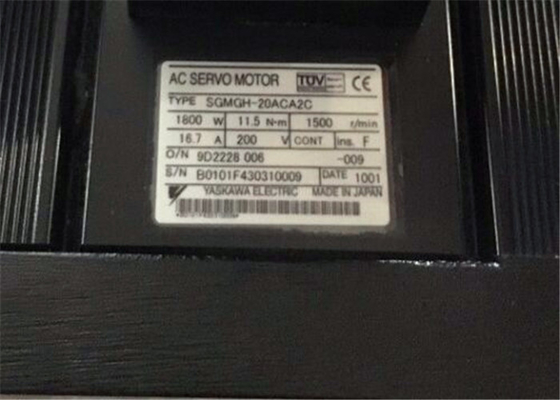 AC SERVO MOTOR TÜV CE
TYPE SGMGH-20ACA2C
1800 W 11.5 N·m 1500 r/min
16.7 A 200 V CONT ins. F
O/N 9D2228 006 -009
S/N B0101F430310009 DATE 1001
YASKAWA ELECTRIC MADE IN JAPAN